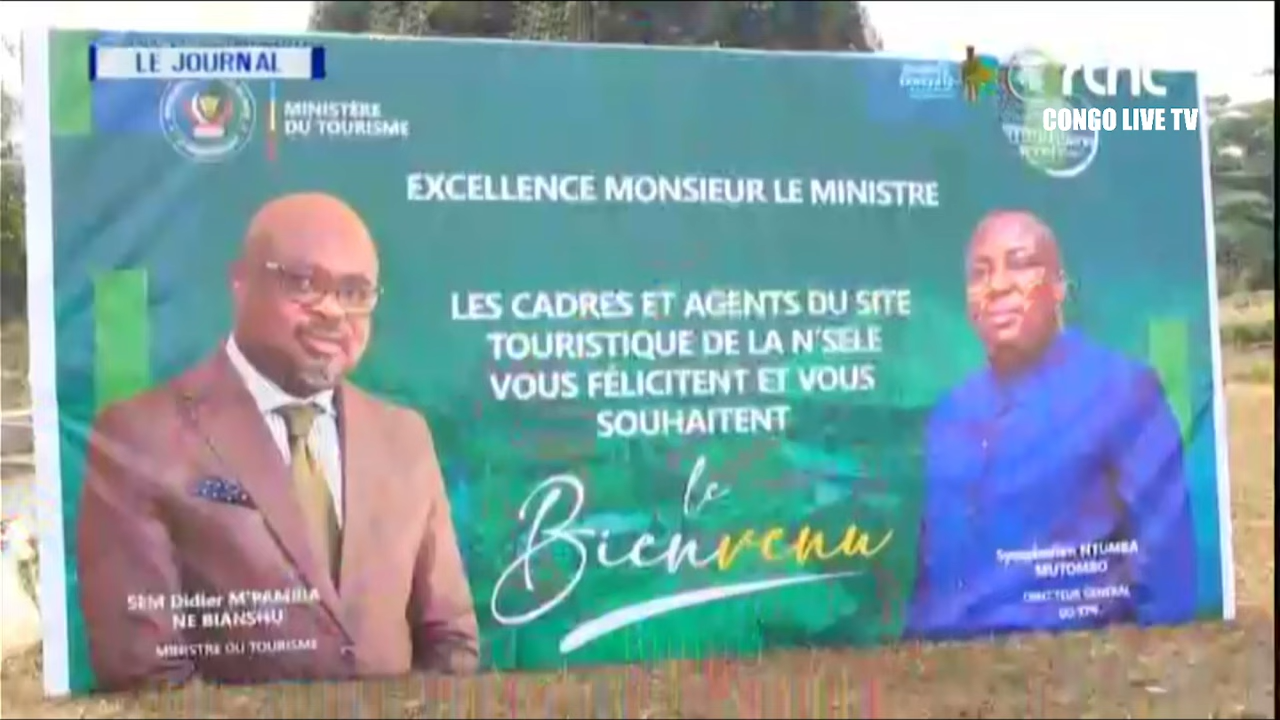 LE JOURNAL
MINISTÈRE
DU TOURISME
CONGO LIVE TV
EXCELLENCE MONSIEUR LE MINISTRE
LES CADRES ET AGENTS DU SITE
TOURISTIQUE DE LA N'SELE
VOUS FÉLICITENT ET VOUS
SOUHAITENT
le
Bienvenu
SEM Didier M'PAMBIA
NE BIANSHU
MINISTRE DU TOURISME
Symphorien NTUMBA
MUTOMBO
DIRECTEUR GENERAL